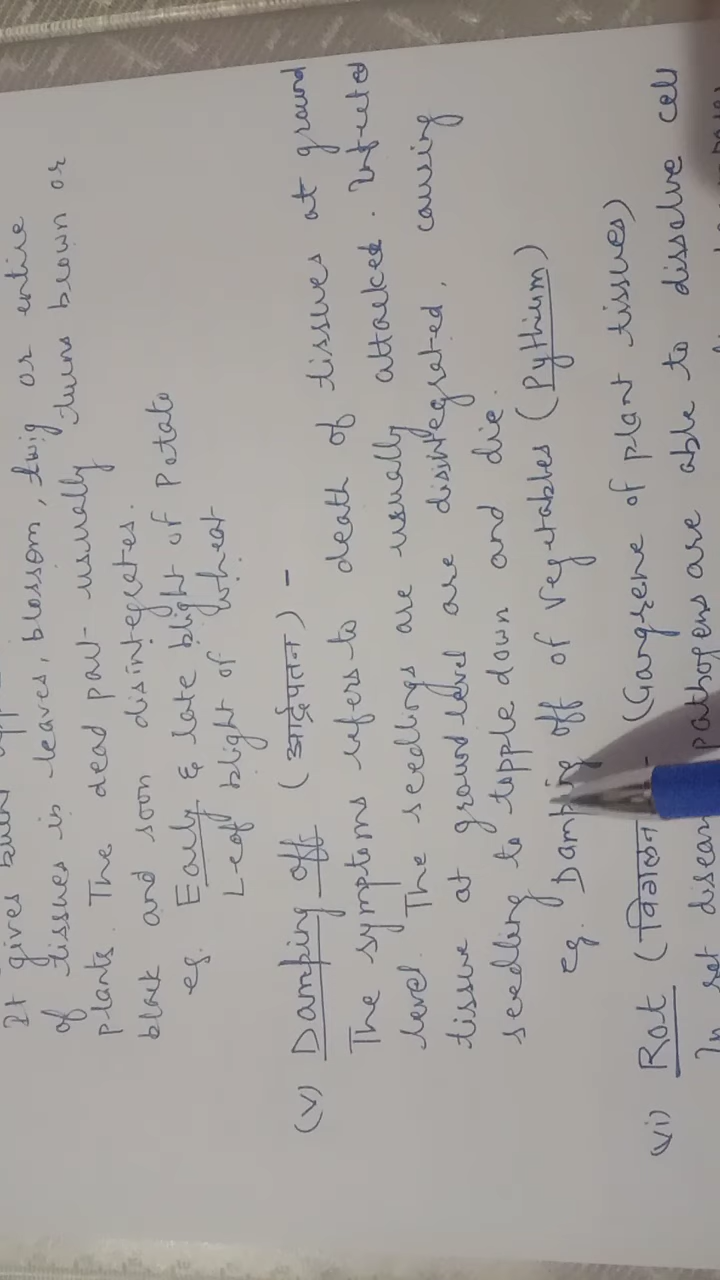 It gives
of tissues is leaves, blossom, twig or entire
plants. The dead part usually turns brown or
black and soon disintegrates.
eg. Early & late blight of Potato
Leaf blight of wheat
(v) Damping off (आर्द्रपतन) -
The symptoms refers to death of tissues at ground
level. The seedlings are usually attacked. Infected
tissue at ground level are disintegrated, causing
seedling to topple down and die.
eg. Damping off of vegetables (Pythium)
(vi) Rot (विगलन - (Gangrene of plant tissues)
In rot disease pathogens are able to dissolve cell